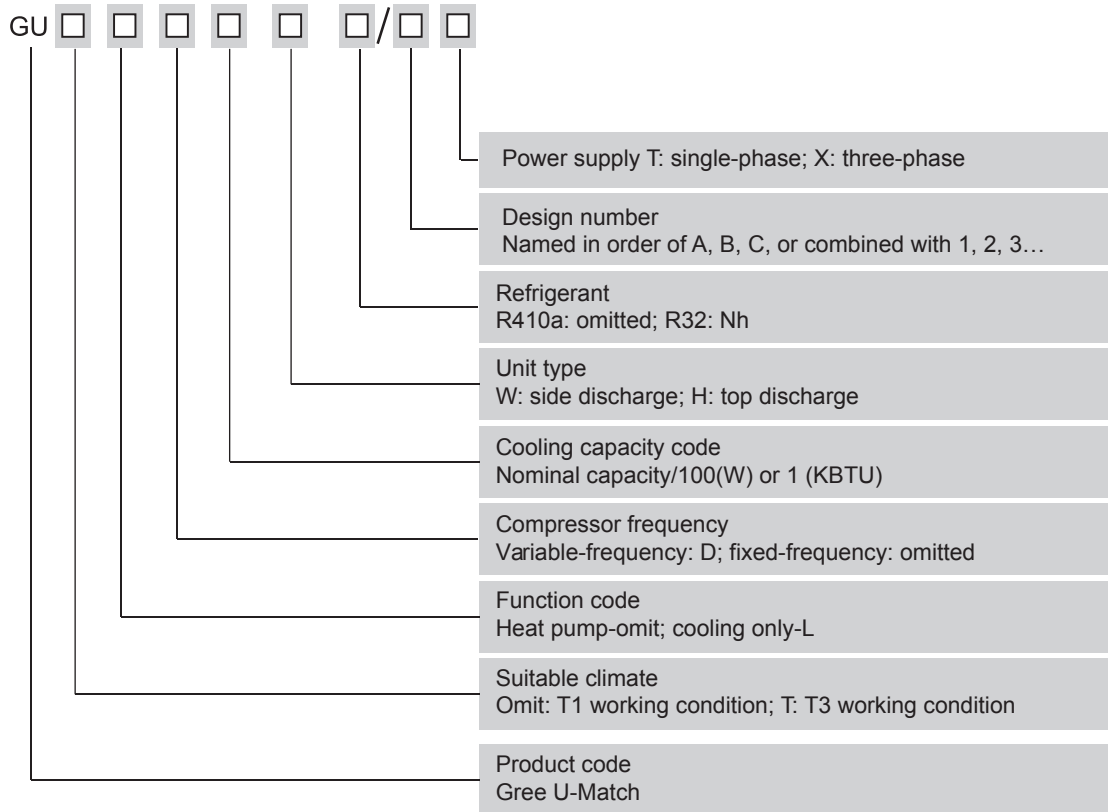 GU □ □ □ □ □ □/□ □
Power supply T: single-phase; X: three-phase
Design number
Named in order of A, B, C, or combined with 1, 2, 3…
Refrigerant
R410a: omitted; R32: Nh
Unit type
W: side discharge; H: top discharge
Cooling capacity code
Nominal capacity/100(W) or 1 (KBTU)
Compressor frequency
Variable-frequency: D; fixed-frequency: omitted
Function code
Heat pump-omit; cooling only-L
Suitable climate
Omit: T1 working condition; T: T3 working condition
Product code
Gree U-Match